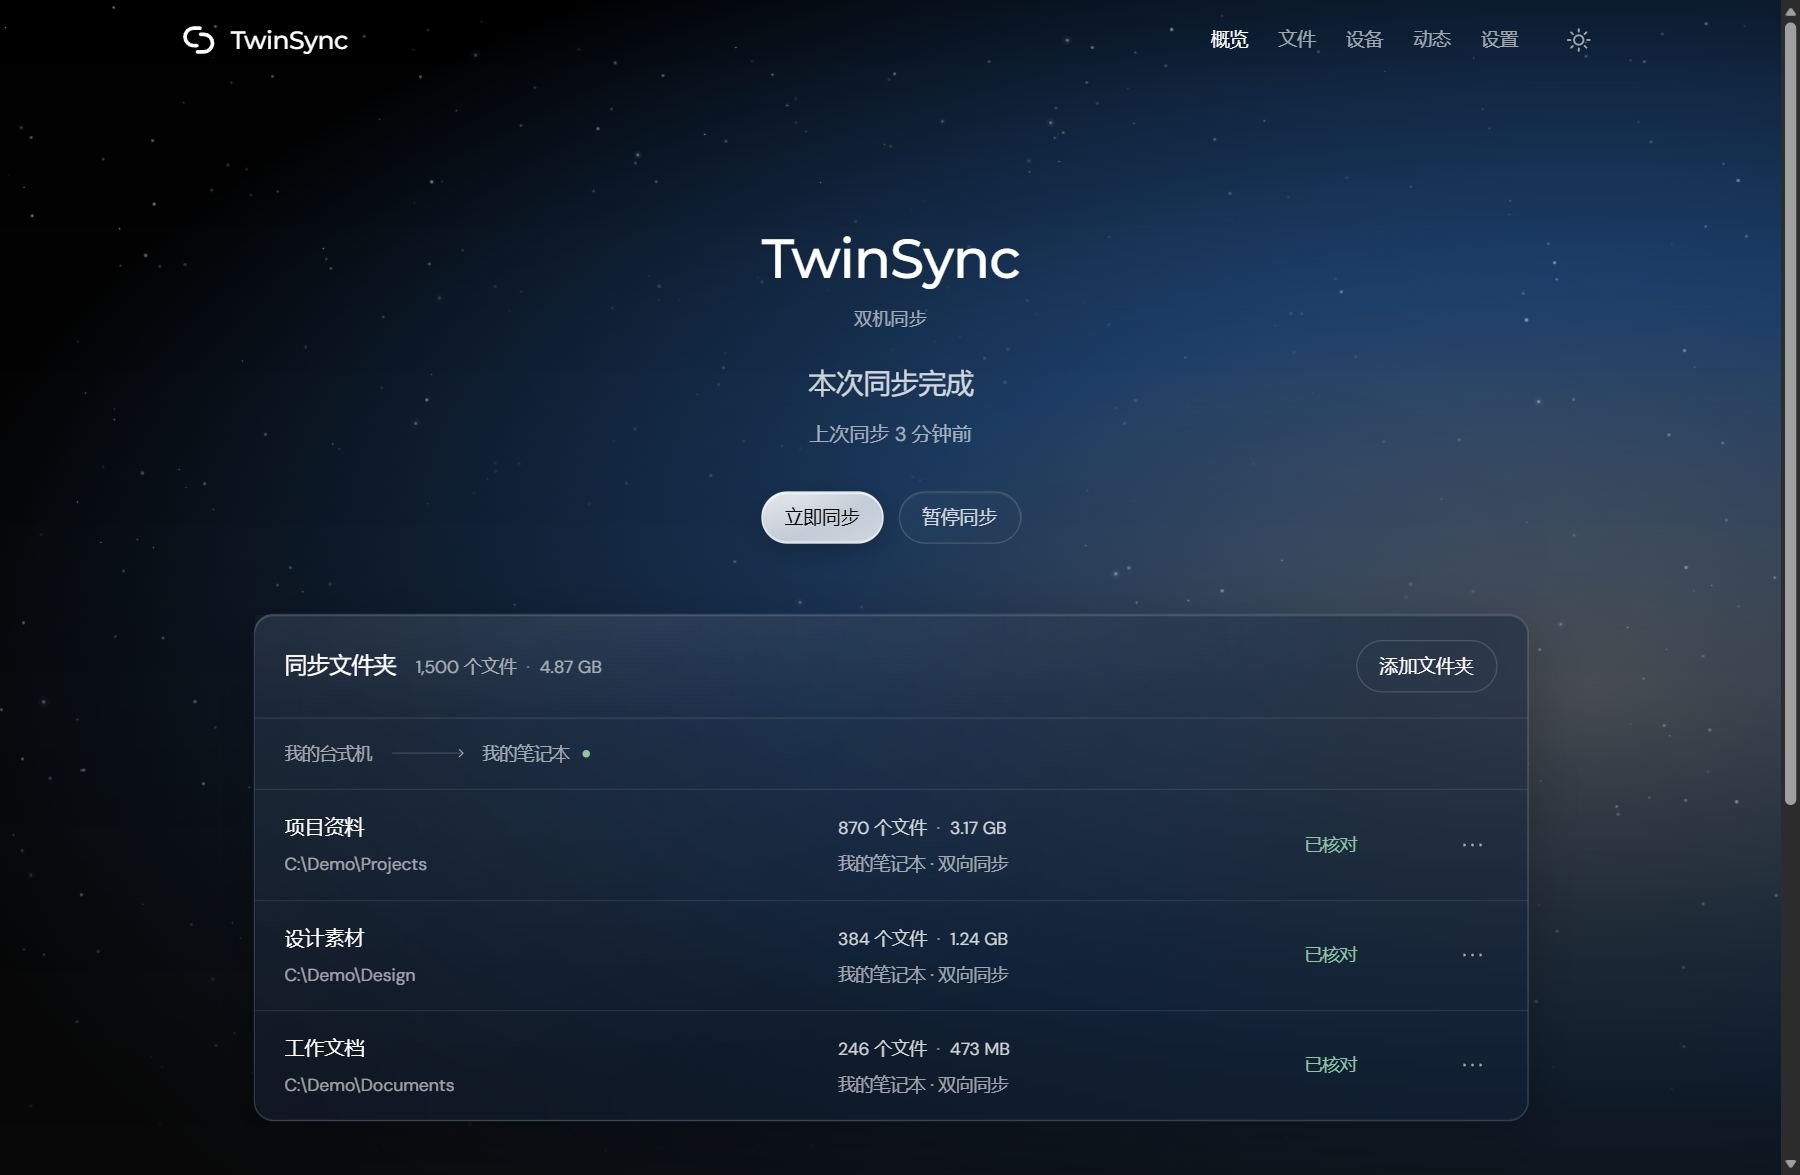 TwinSync
概览 文件 设备 动态 设置
TwinSync
双机同步
本次同步完成
上次同步 3 分钟前
立即同步 暂停同步
同步文件夹 1,500 个文件 · 4.87 GB 添加文件夹
我的台式机 我的笔记本
项目资料 870 个文件 · 3.17 GB
C:\Demo\Projects 我的笔记本 · 双向同步 已核对 ···
设计素材 384 个文件 · 1.24 GB
C:\Demo\Design 我的笔记本 · 双向同步 已核对 ···
工作文档 246 个文件 · 473 MB
C:\Demo\Documents 我的笔记本 · 双向同步 已核对 ···